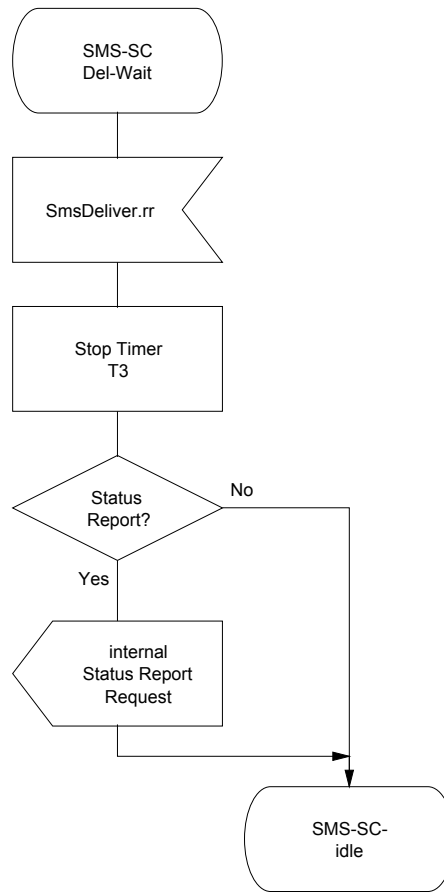 SMS-SC
Del-Wait
SmsDeliver.rr
Stop Timer
T3
Status
Report?
No
Yes
internal
Status Report
Request
SMS-SC-
idle